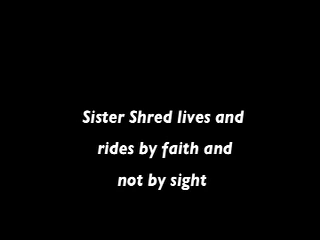 Sister Shred lives and
rides by faith and
not by sight